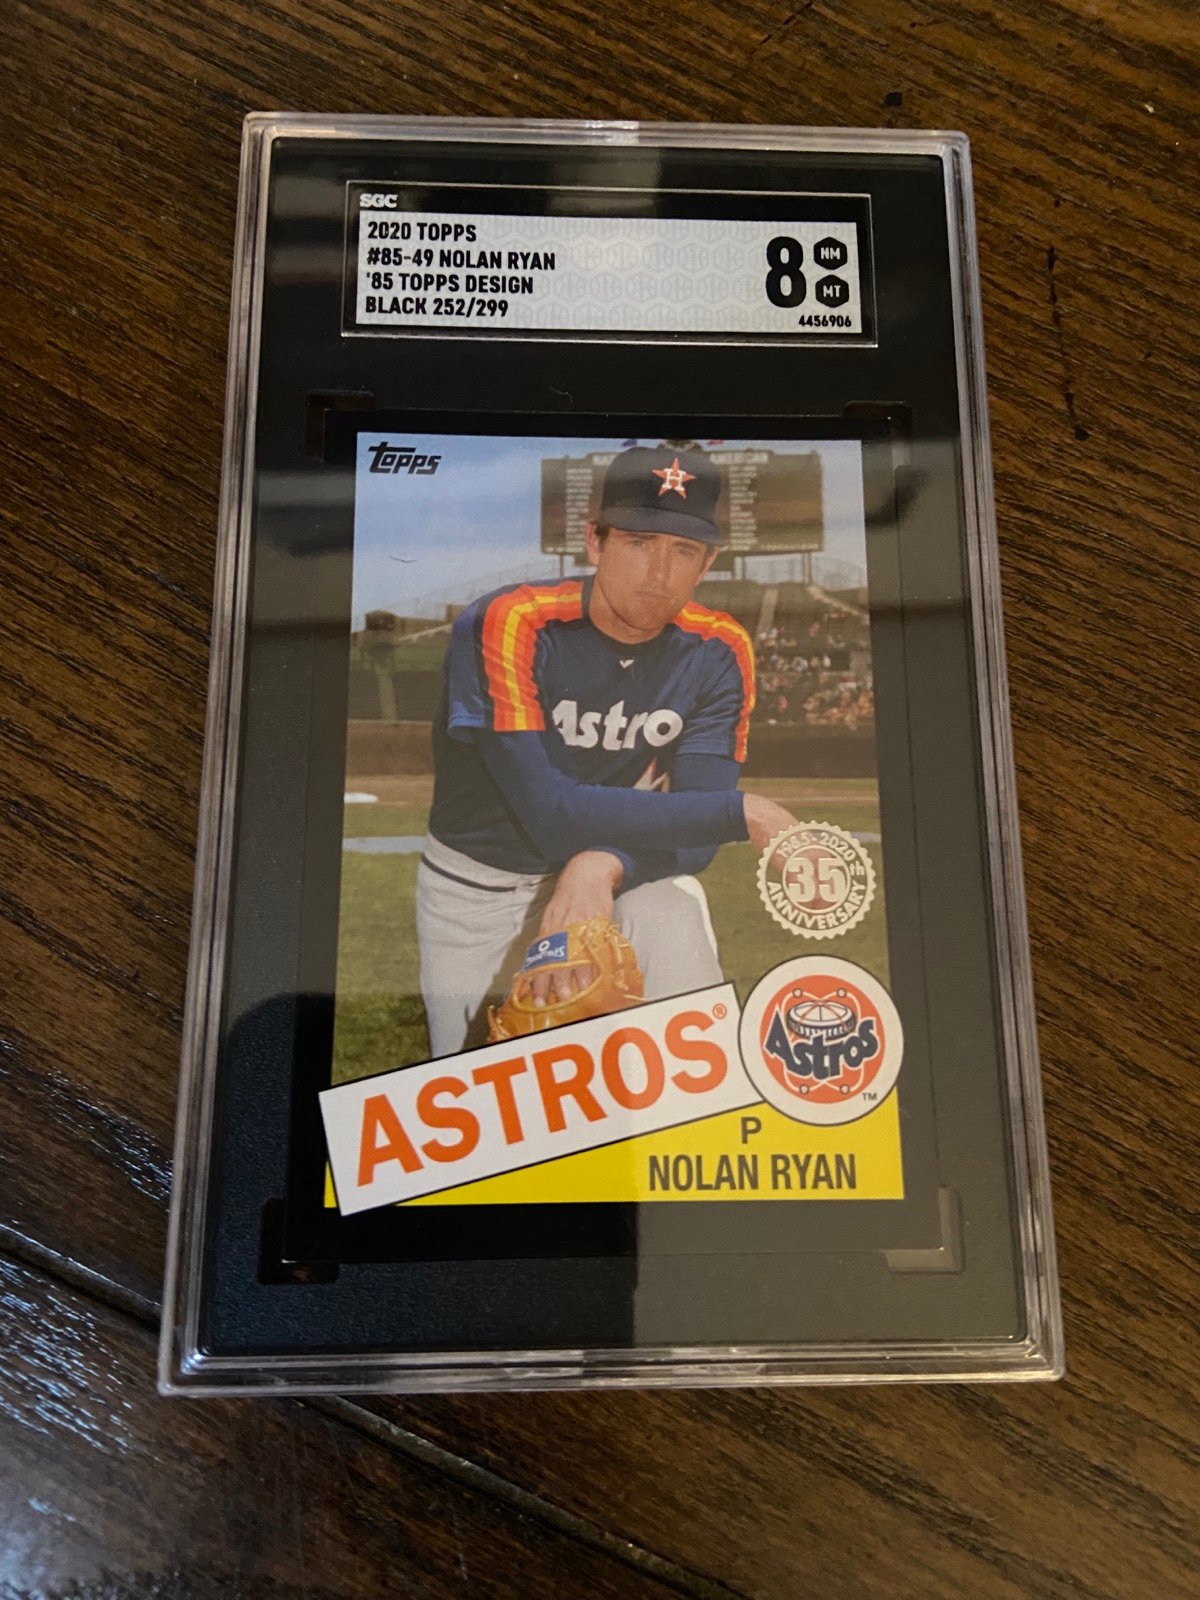 SGC
2020 TOPPS
#85-49 NOLAN RYAN
'85 TOPPS DESIGN
BLACK 252/299
8
NM
MT
4456906
Topps
AMERICAN
H
Astro
1985-2020
35th
ANNIVERSARY
ASTROS®
Astros
TM
P
NOLAN RYAN